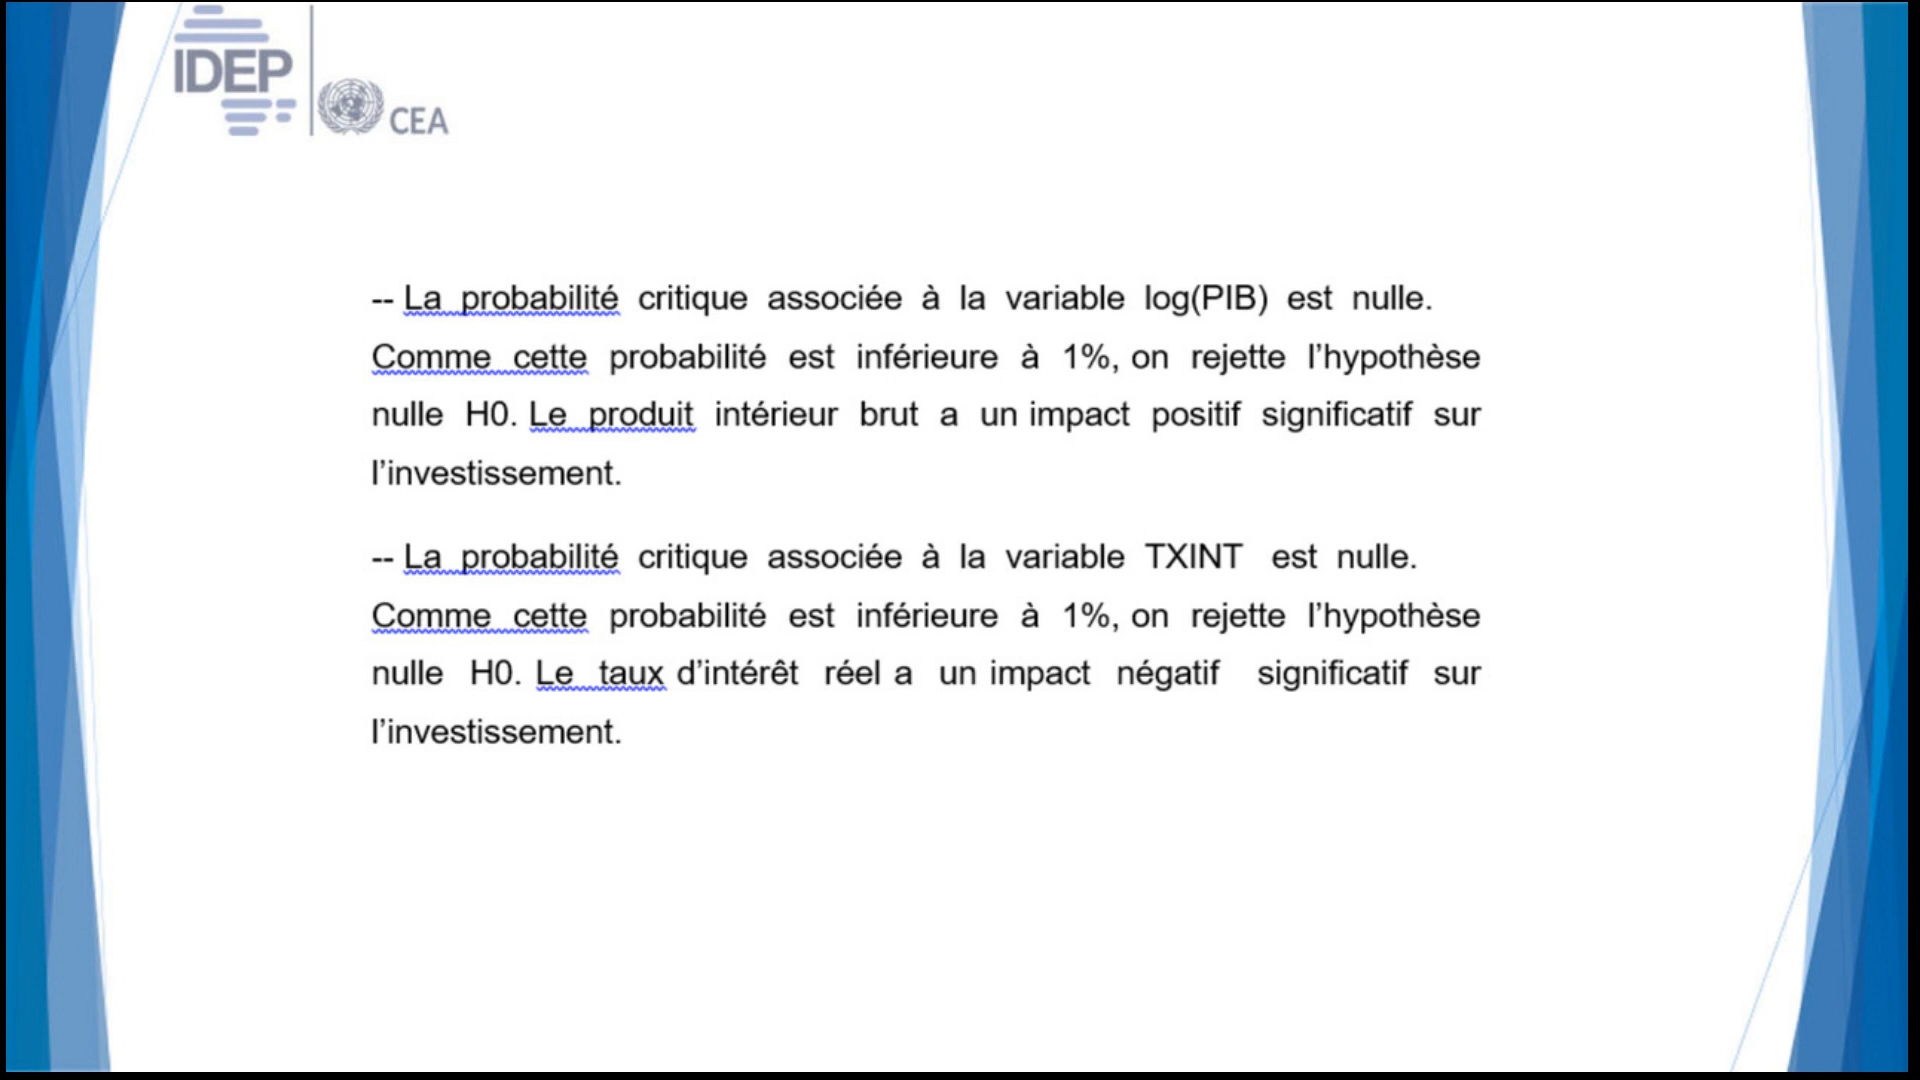 IDEP
CEA
-- La probabilité critique associée à la variable log(PIB) est nulle.
Comme cette probabilité est inférieure à 1%, on rejette l’hypothèse
nulle H0. Le produit intérieur brut a un impact positif significatif sur
l’investissement.
-- La probabilité critique associée à la variable TXINT est nulle.
Comme cette probabilité est inférieure à 1%, on rejette l’hypothèse
nulle H0. Le taux d’intérêt réel a un impact négatif significatif sur
l’investissement.